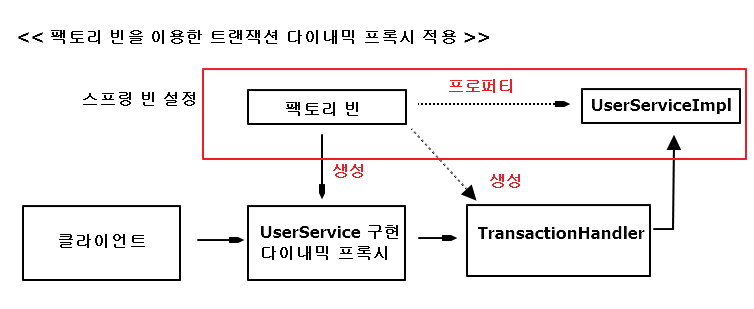 << 팩토리 빈을 이용한 트랜잭션 다이내믹 프록시 적용 >>
스프링 빈 설정
팩토리 빈
프로퍼티
UserServiceImpl
생성
생성
클라이언트
UserService 구현
다이내믹 프록시
TransactionHandler